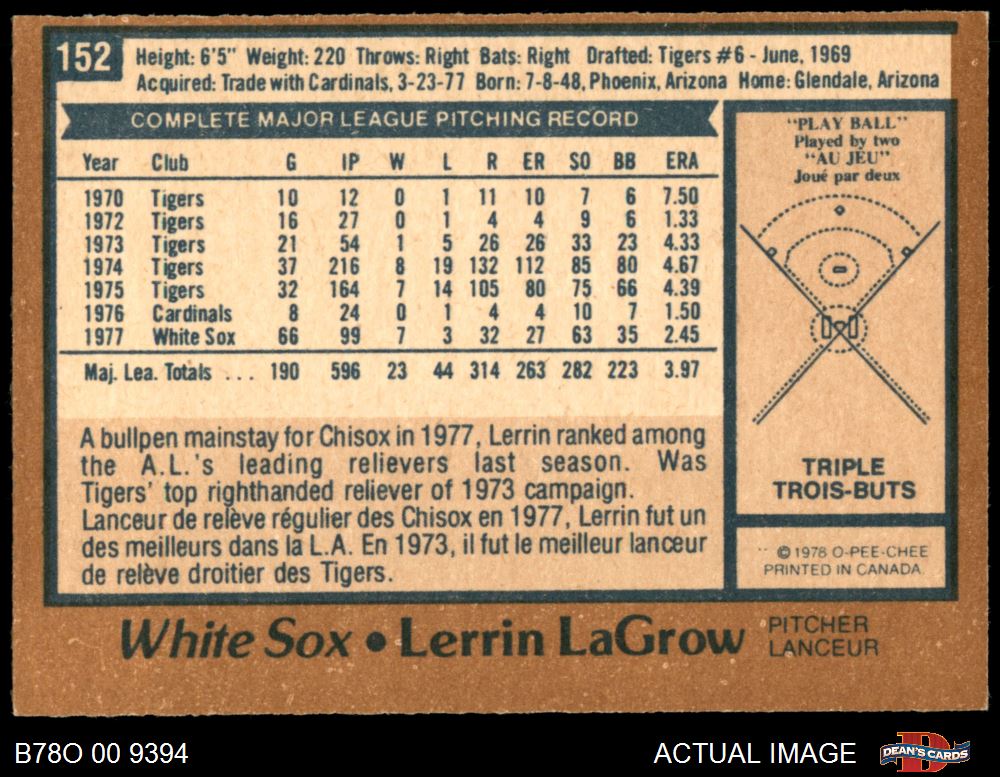 152
Height: 6'5" Weight: 220 Throws: Right Bats: Right Drafted: Tigers #6 - June, 1969
Acquired: Trade with Cardinals, 3-23-77 Born: 7-8-48, Phoenix, Arizona Home: Glendale, Arizona
COMPLETE MAJOR LEAGUE PITCHING RECORD
Year Club G IP W L R ER SO BB ERA
1970 Tigers 10 12 0 1 11 10 7 6 7.50
1972 Tigers 16 27 0 1 4 4 9 6 1.33
1973 Tigers 21 54 1 5 26 26 33 23 4.33
1974 Tigers 37 216 8 19 132 112 85 80 4.67
1975 Tigers 32 164 7 14 105 80 75 66 4.39
1976 Cardinals 8 24 0 1 4 4 10 7 1.50
1977 White Sox 66 99 7 3 32 27 63 35 2.45
Maj. Lea. Totals ... 190 596 23 44 314 263 282 223 3.97
A bullpen mainstay for Chisox in 1977, Lerrin ranked among
the A.L.'s leading relievers last season. Was
Tigers' top righthanded reliever of 1973 campaign.
Lanceur de relève régulier des Chisox en 1977, Lerrin fut un
des meilleurs dans la L.A. En 1973, il fut le meilleur lanceur
de relève droitier des Tigers.
"PLAY BALL"
Played by two
"AU JEU"
Joué par deux
TRIPLE
TROIS-BUTS
© 1978 O-PEE-CHEE
PRINTED IN CANADA.
White Sox • Lerrin LaGrow
PITCHER
LANCEUR
B78O 00 9394
ACTUAL IMAGE
DEAN'S CARDS